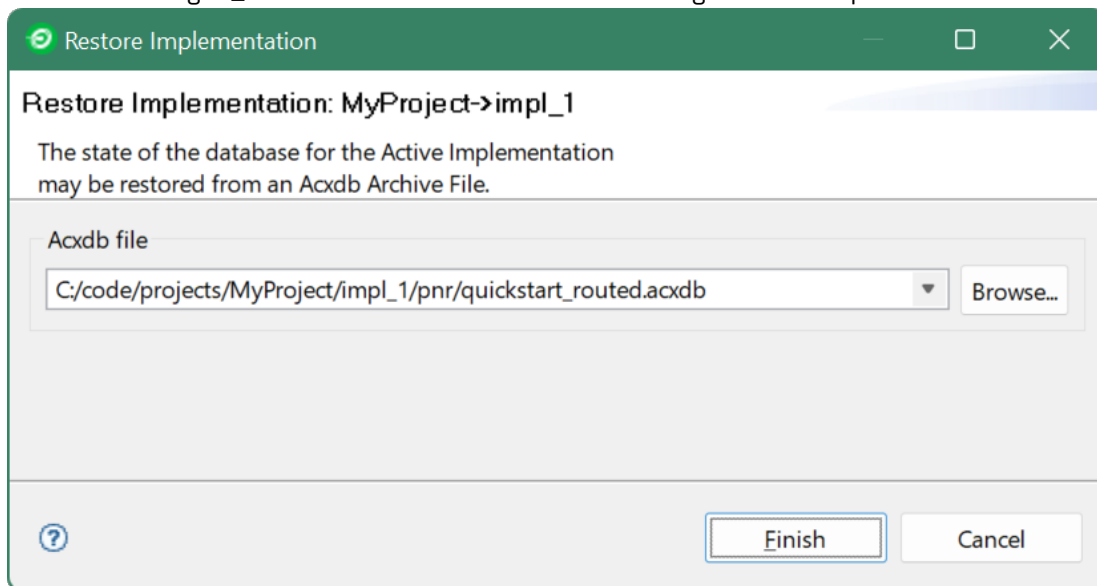 Restore Implementation
Restore Implementation: MyProject->impl_1
The state of the database for the Active Implementation
may be restored from an Acxdb Archive File.
Acxdb file
C:/code/projects/MyProject/impl_1/pnr/quickstart_routed.acxdb
Browse...
Finish
Cancel